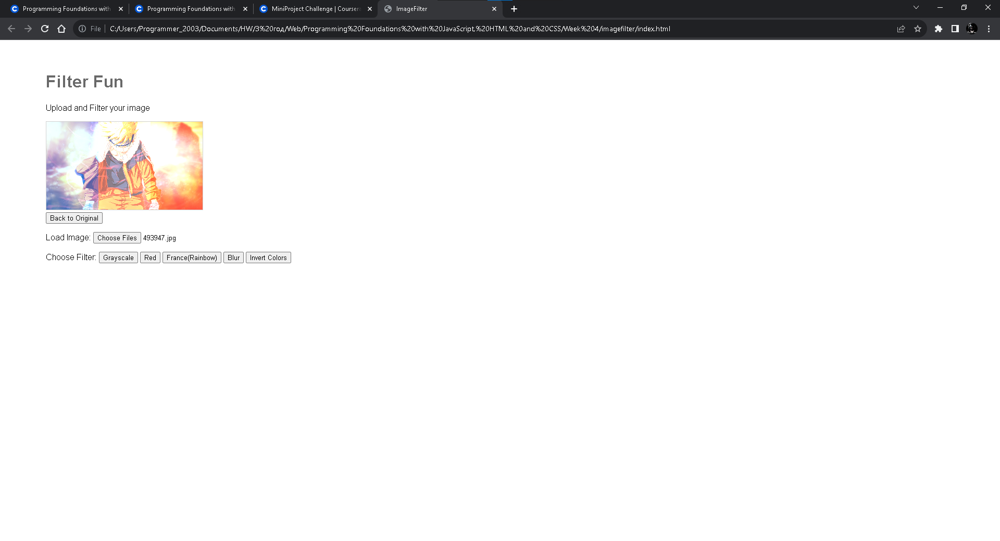 Programming Foundations with
Programming Foundations with
MiniProject Challenge | Coursera
ImageFilter
File
C:/Users/Programmer_2003/Documents/HW/3%20год/Web/Programming%20Foundations%20with%20JavaScript,%20HTML%20and%20CSS/Week%204/imagefilter/index.html
Filter Fun
Upload and Filter your image
Back to Original
Load Image: Choose Files 493947.jpg
Choose Filter: Grayscale Red France(Rainbow) Blur Invert Colors